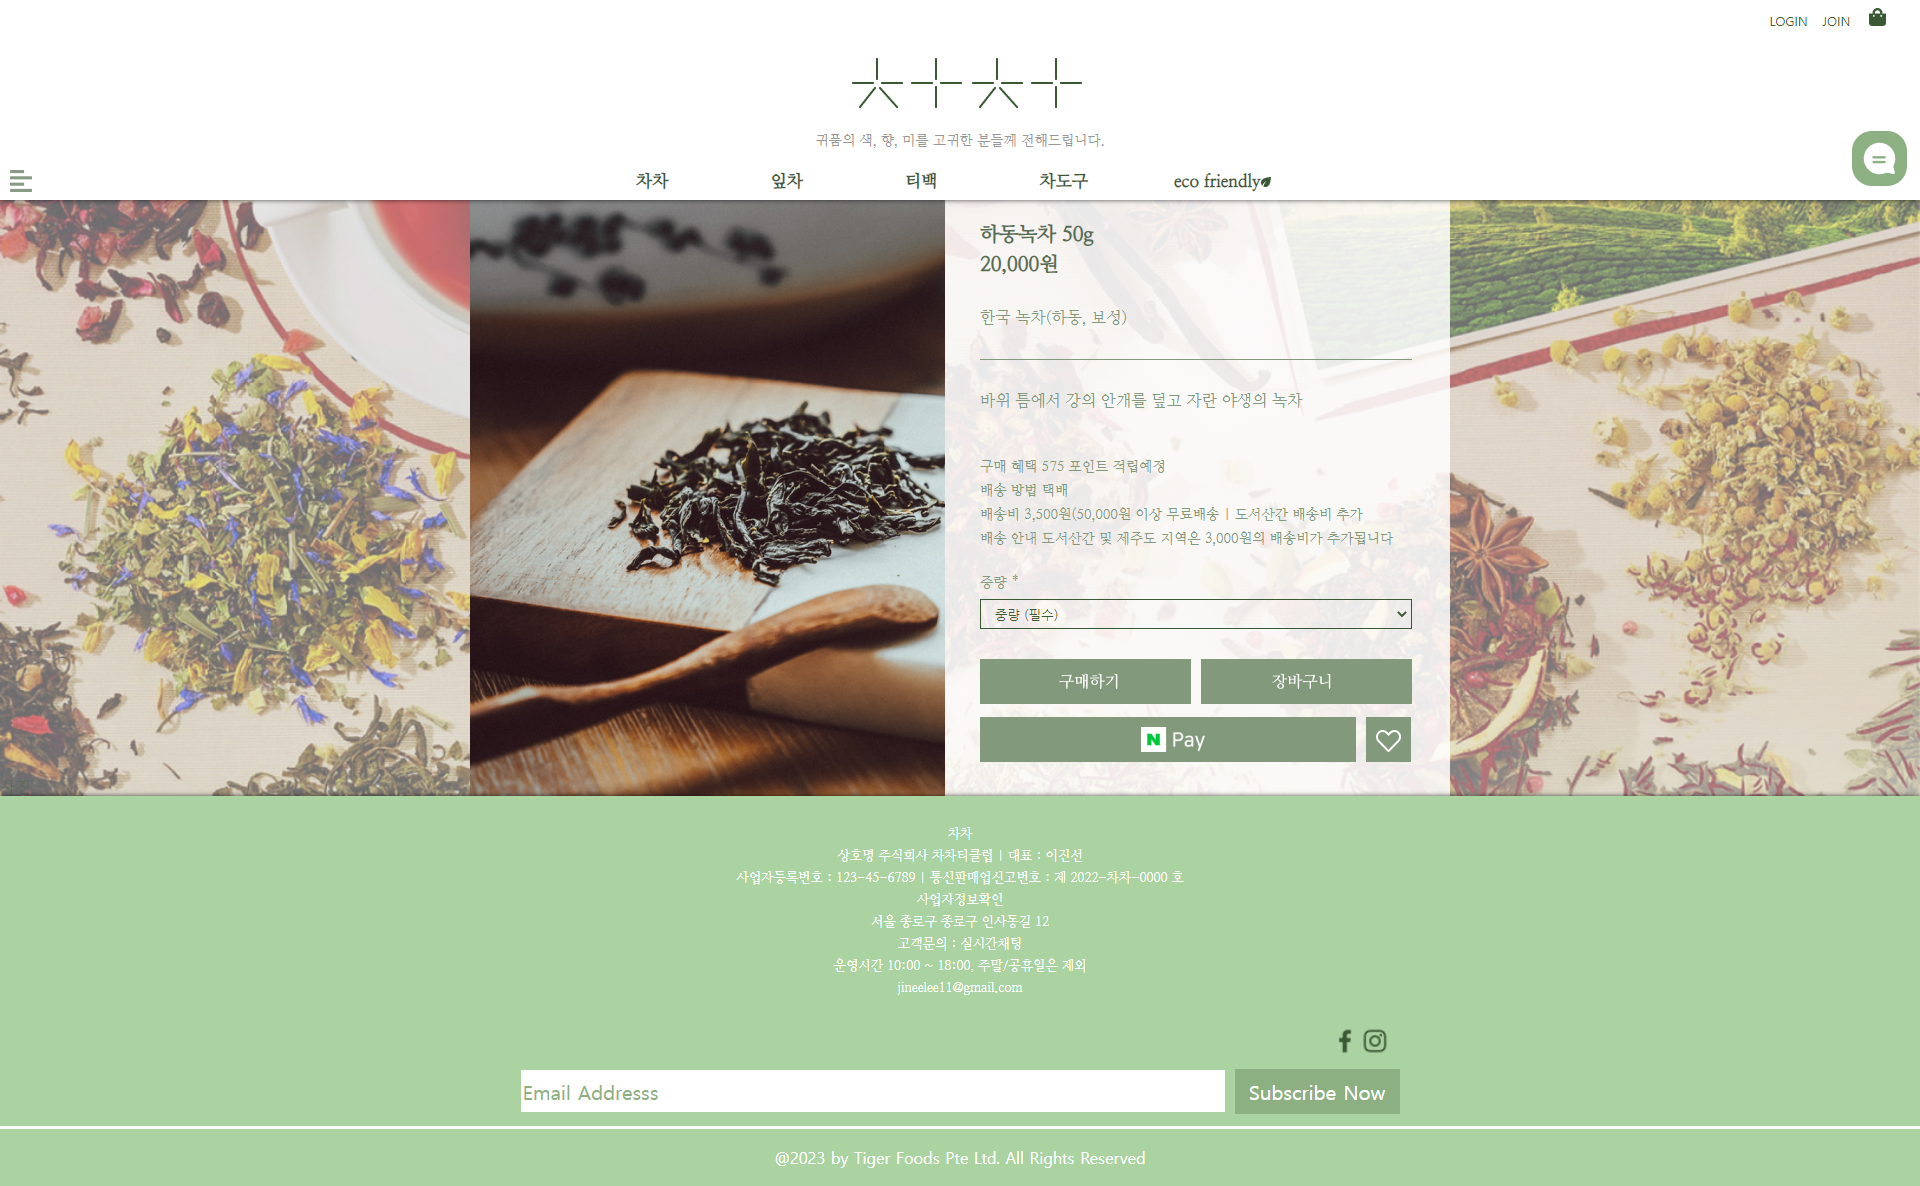 LOGIN JOIN
차차
귀품의 색, 향, 미를 고귀한 분들께 전해드립니다.
차차 잎차 티백 차도구 eco friendly
하동녹차 50g
20,000원
한국 녹차(하동, 보성)
바위 틈에서 강의 안개를 덮고 자란 야생의 녹차
구매 혜택 575 포인트 적립예정
배송 방법 택배
배송비 3,500원(50,000원 이상 무료배송 | 도서산간 배송비 추가
배송 안내 도서산간 및 제주도 지역은 3,000원의 배송비가 추가됩니다
중량 *
중량 (필수)
구매하기 장바구니
N Pay
차차
상호명 주식회사 차차티클럽 | 대표 : 이진선
사업자등록번호 : 123-45-6789 | 통신판매업신고번호 : 제 2022-차차-0000 호
사업자정보확인
서울 종로구 종로구 인사동길 12
고객문의 : 실시간채팅
운영시간 10:00 ~ 18:00, 주말/공휴일은 제외
jineelee11@gmail.com
Email Addresss Subscribe Now
@2023 by Tiger Foods Pte Ltd. All Rights Reserved